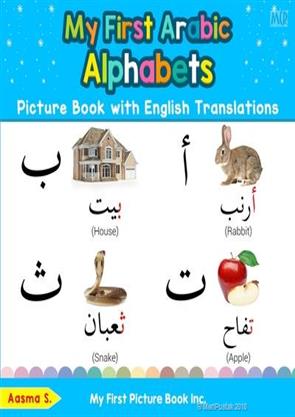 My First Arabic
Alphabets
Picture Book with English Translations
أ
أرنب
(Rabbit)
ب
بيت
(House)
ت
تفاح
(Apple)
ث
ثعبان
(Snake)
Aasma S.
My First Picture Book Inc.